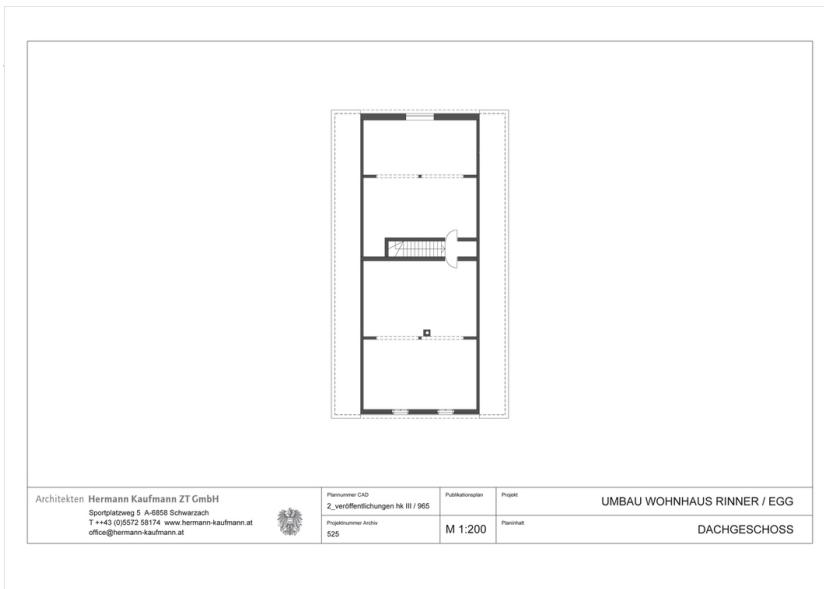 Architekten Hermann Kaufmann ZT GmbH
Sportplatzweg 5 A-6858 Schwarzach
T ++43 (0)5572 58174 www.hermann-kaufmann.at
office@hermann-kaufmann.at
Plannummer CAD
2_veröffentlichungen hk III / 965
Projektnummer Archiv
525
Publikationsplan
M 1:200
Projekt
UMBAU WOHNHAUS RINNER / EGG
Planinhalt
DACHGESCHOSS